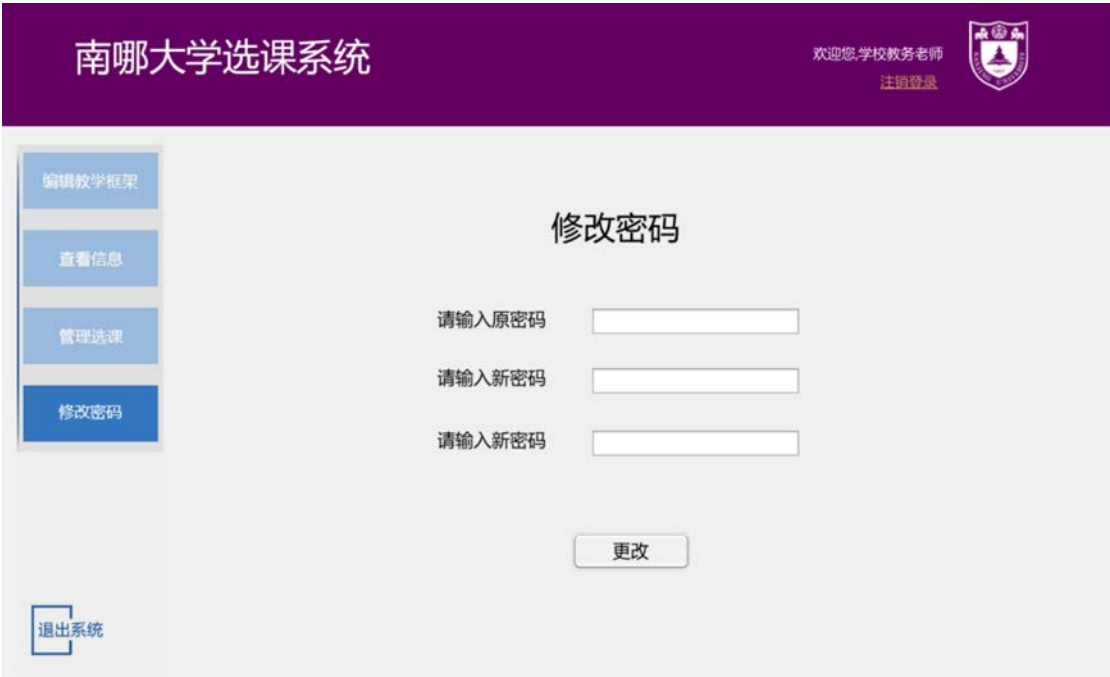 南哪大学选课系统
欢迎您,学校教务老师
注销登录
编辑教学框架
查看信息
管理选课
修改密码
修改密码
请输入原密码
请输入新密码
请输入新密码
更改
退出系统